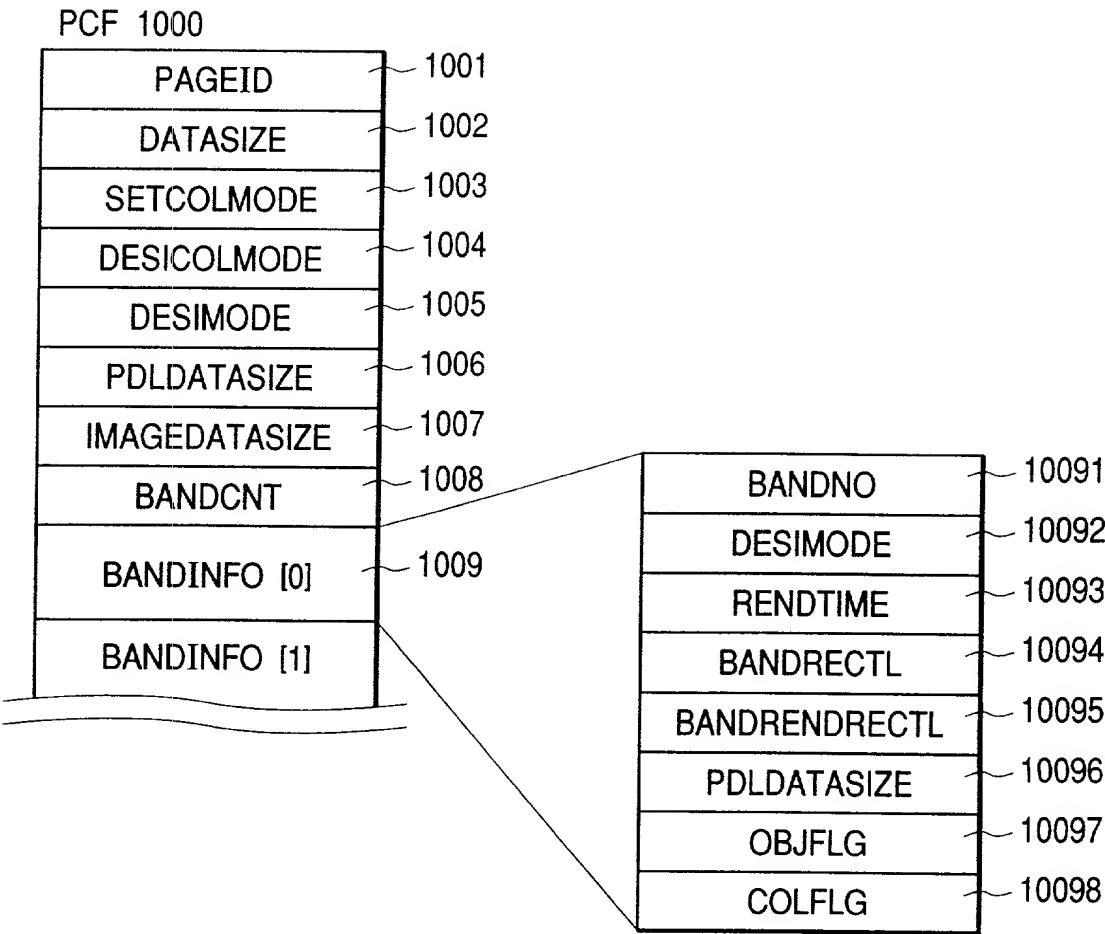 PCF 1000
PAGEID 1001
DATASIZE 1002
SETCOLMODE 1003
DESICOLMODE 1004
DESIMODE 1005
PDLDATASIZE 1006
IMAGEDATASIZE 1007
BANDCNT 1008
BANDINFO [0] 1009
BANDINFO [1]
BANDNO 10091
DESIMODE 10092
RENDTIME 10093
BANDRECTL 10094
BANDRENDRECTL 10095
PDLDATASIZE 10096
OBJFLG 10097
COLFLG 10098